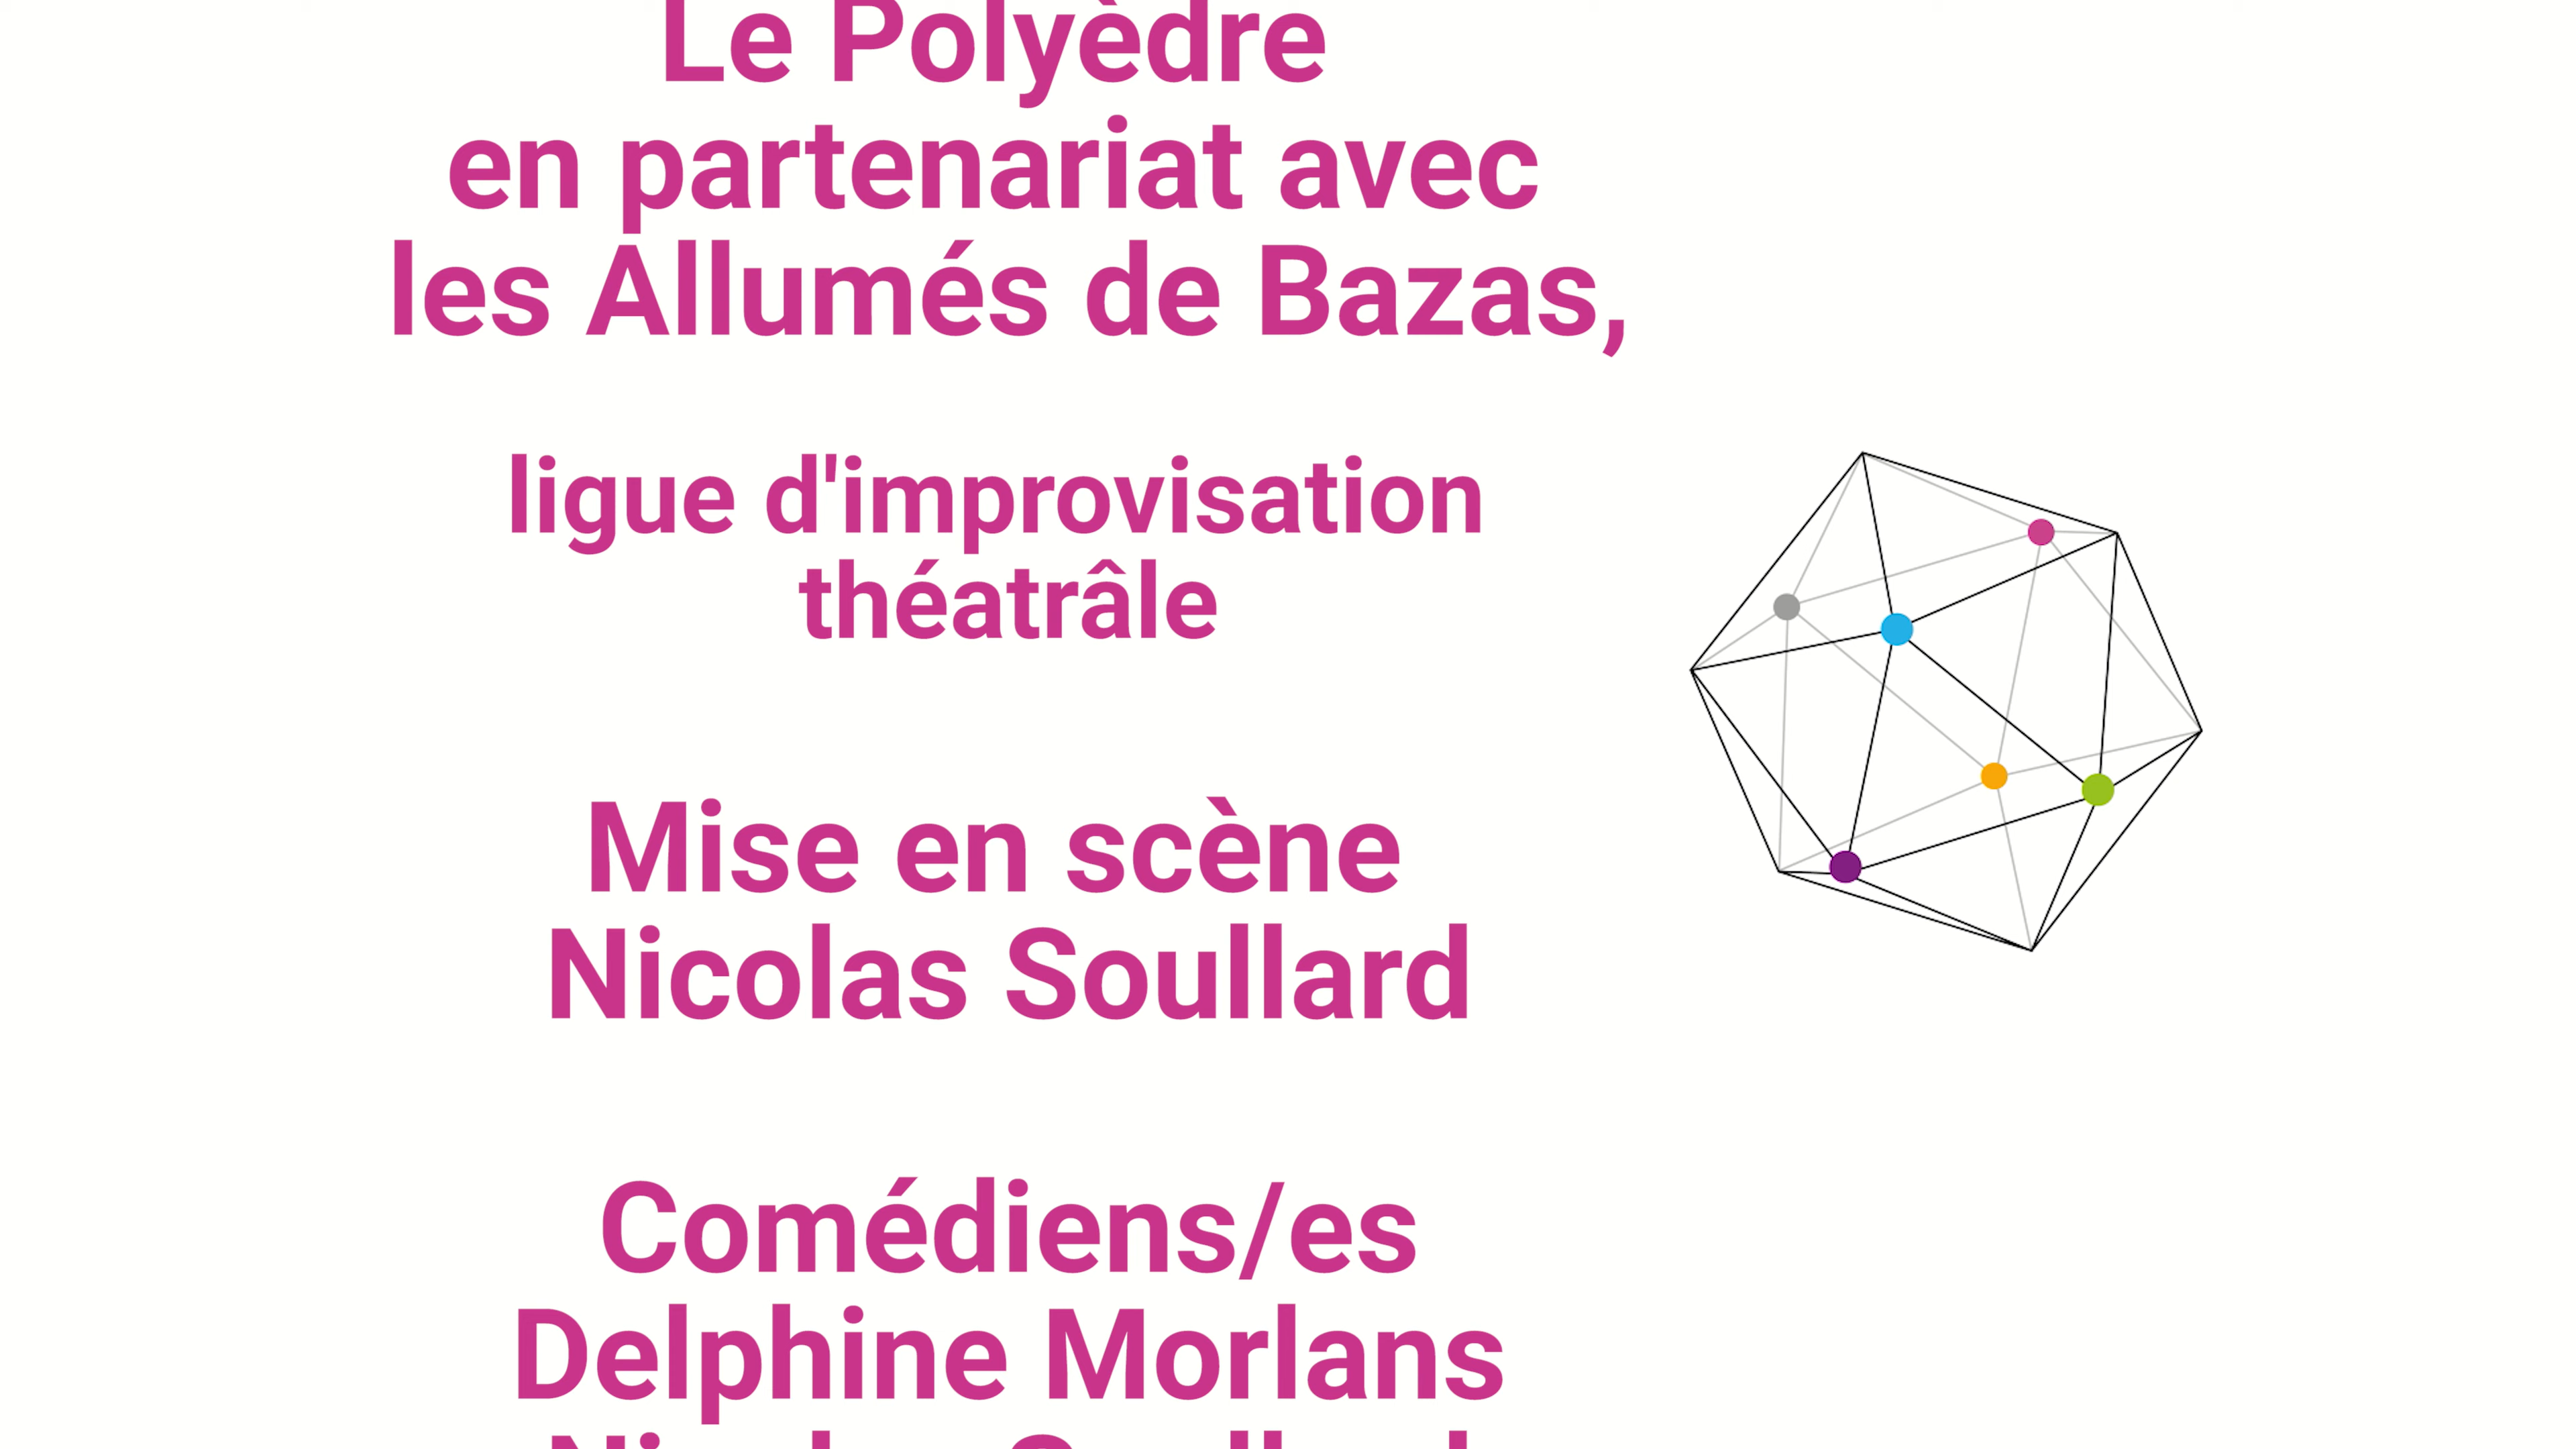 Le Polyèdre
en partenariat avec
les Allumés de Bazas,
ligue d'improvisation
théatrâle
Mise en scène
Nicolas Soullard
Comédiens/es
Delphine Morlans